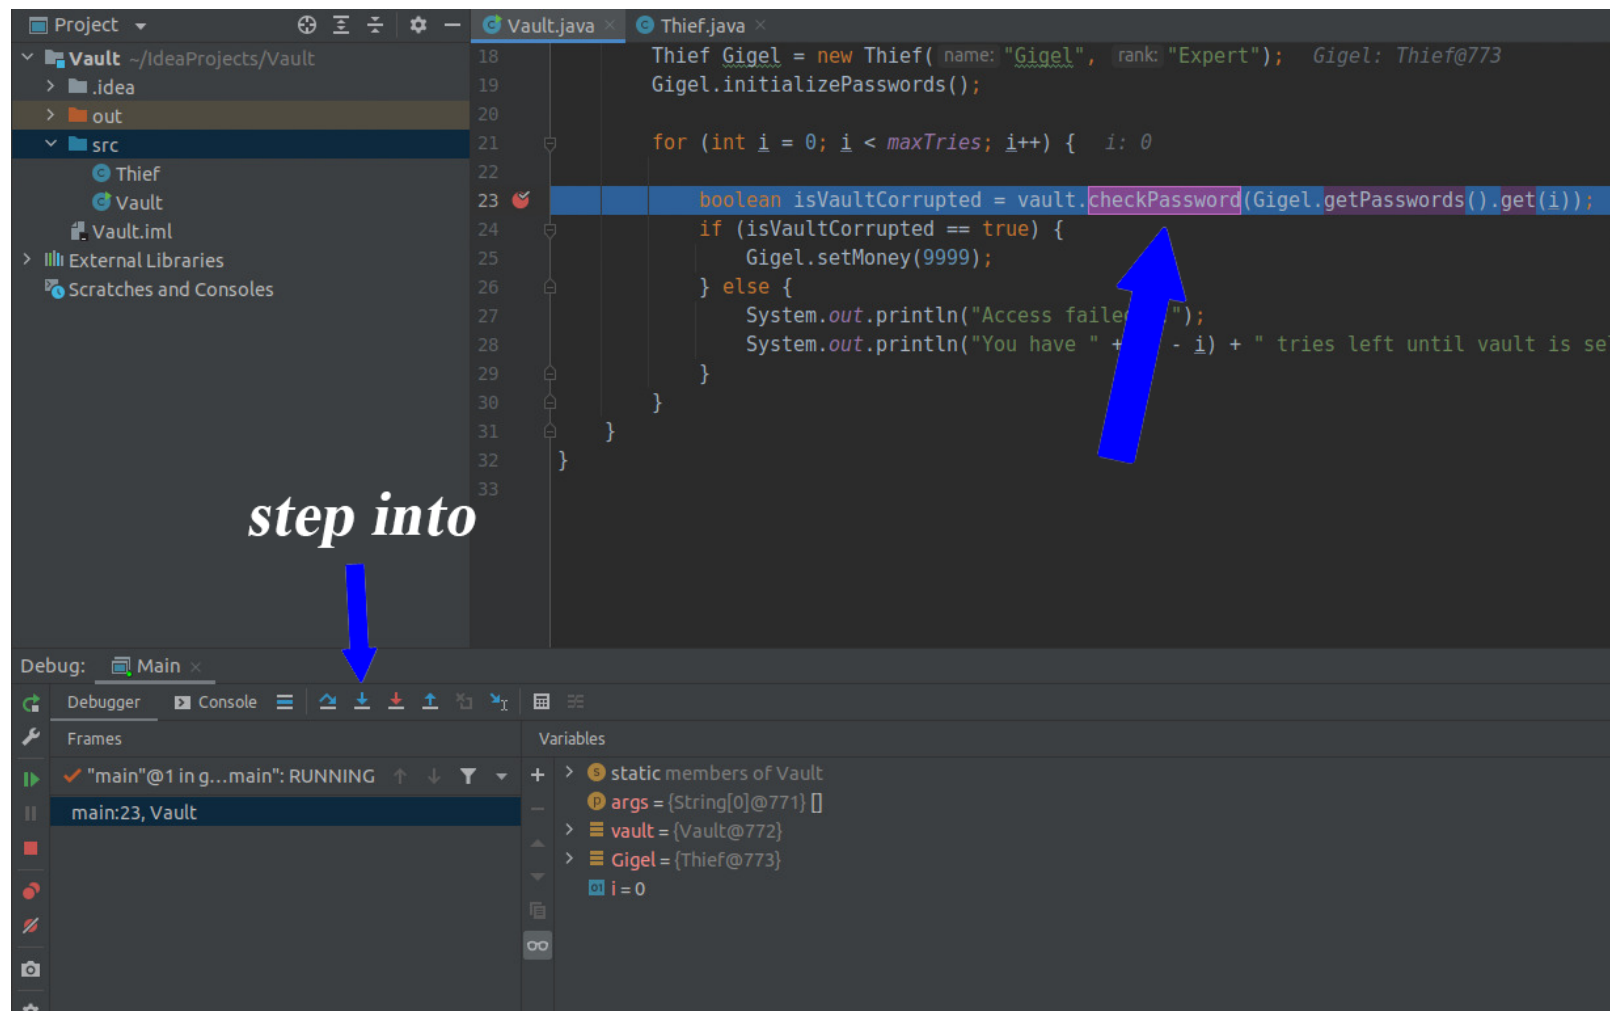 Project
Vault.java
Thief.java
Vault ~/IdeaProjects/Vault
.idea
out
src
Thief
Vault
Vault.iml
External Libraries
Scratches and Consoles
18 Thief Gigel = new Thief( name: "Gigel", rank: "Expert"); Gigel: Thief@773
19 Gigel.initializePasswords();
20
21 for (int i = 0; i < maxTries; i++) { i: 0
22
23 boolean isVaultCorrupted = vault.checkPassword(Gigel.getPasswords().get(i));
24 if (isVaultCorrupted == true) {
25 Gigel.setMoney(9999);
26 } else {
27 System.out.println("Access faile ");
28 System.out.println("You have " + - i) + " tries left until vault is se
29 }
30 }
31 }
32 }
33
step into
Debug: Main
Debugger Console
Frames
Variables
"main"@1 in g...main": RUNNING
main:23, Vault
static members of Vault
args = {String[0]@771} []
vault = {Vault@772}
Gigel = {Thief@773}
01 i = 0